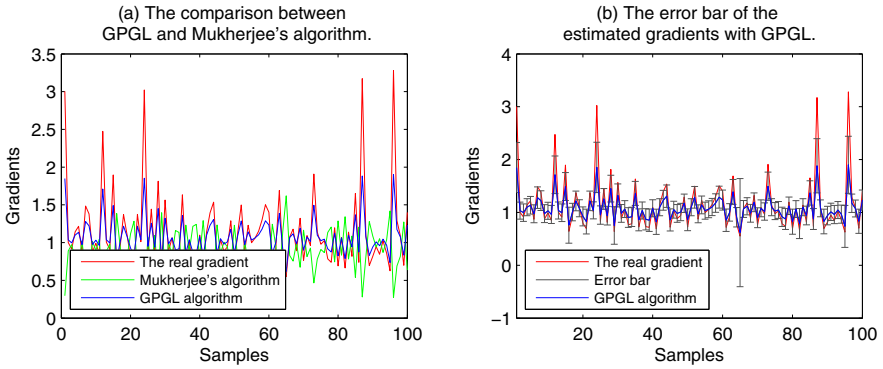 (a) The comparison between
GPGL and Mukherjee's algorithm.
3.5
3
2.5
2
1.5
1
0.5
0
Gradients
The real gradient
Mukherjee's algorithm
GPGL algorithm
0 20 40 60 80 100
Samples
(b) The error bar of the
estimated gradients with GPGL.
4
3
2
1
0
−1
Gradients
The real gradient
Error bar
GPGL algorithm
20 40 60 80 100
Samples